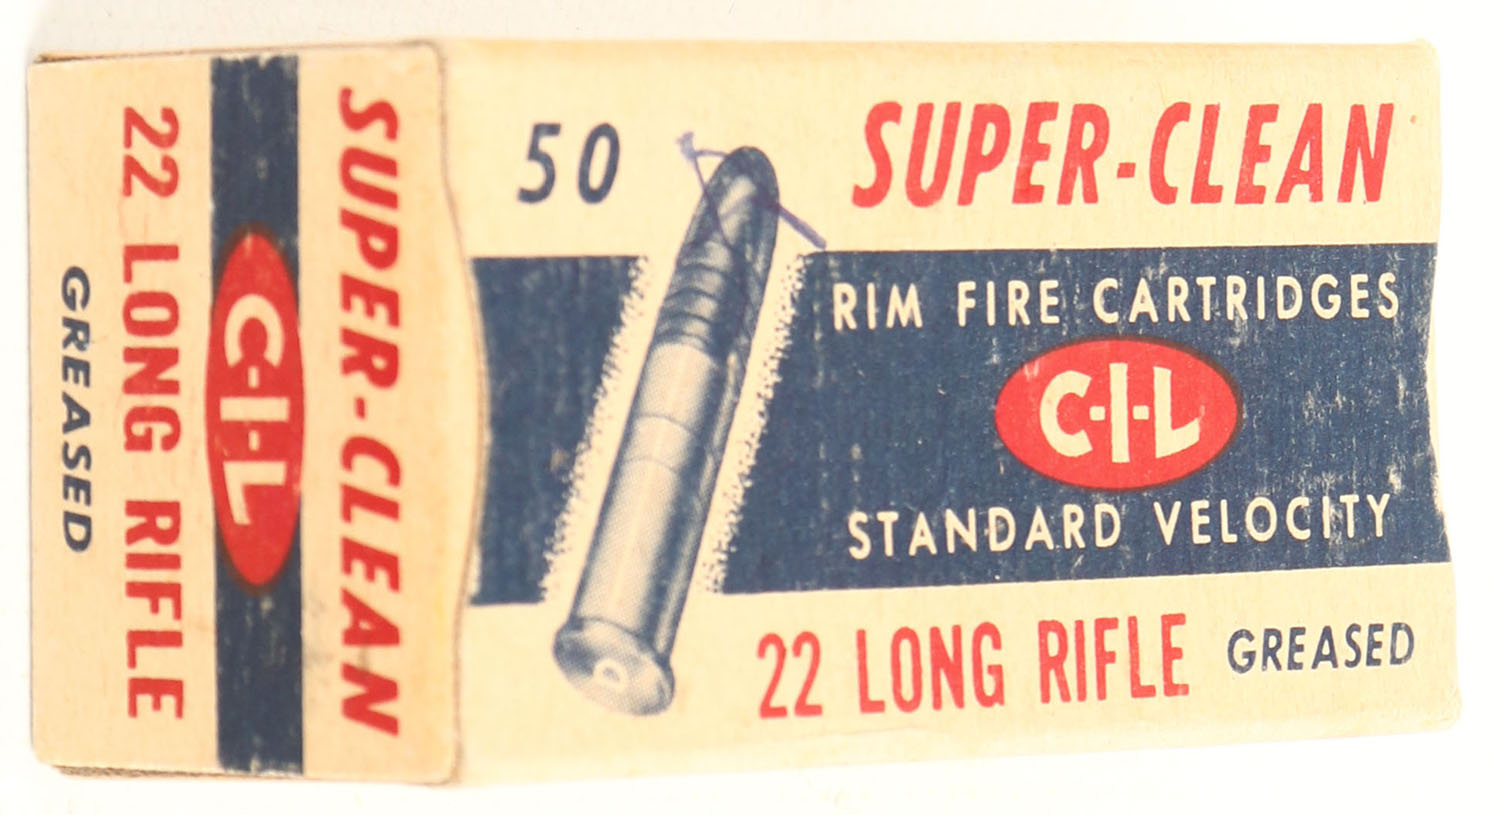 SUPER-CLEAN
C-I-L
22 LONG RIFLE
GREASED
50
SUPER-CLEAN
RIM FIRE CARTRIDGES
C-I-L
STANDARD VELOCITY
22 LONG RIFLE GREASED
D